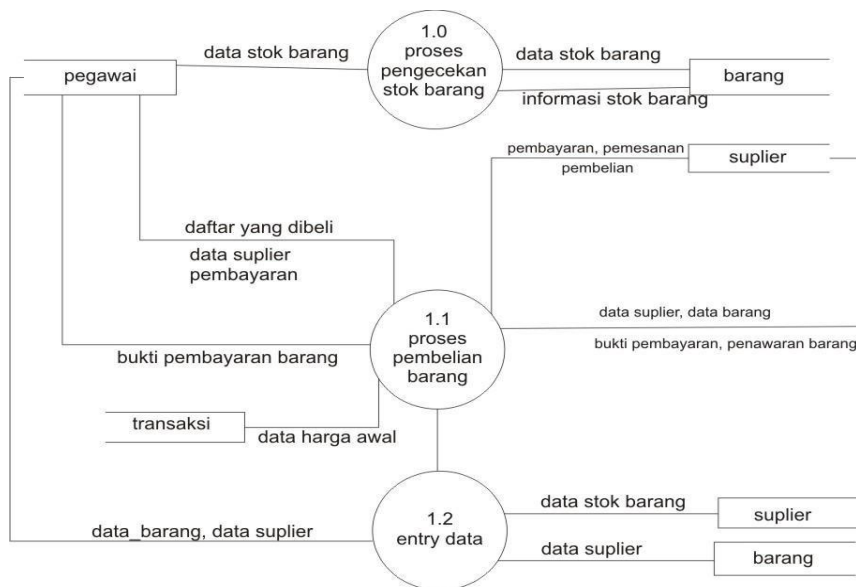 data stok barang
1.0
proses
pengecekan
stok barang
data stok barang
pegawai
barang
informasi stok barang
pembayaran, pemesanan
pembelian
suplier
daftar yang dibeli
data suplier
pembayaran
1.1
proses
pembelian
barang
data suplier, data barang
bukti pembayaran, penawaran barang
bukti pembayaran barang
transaksi
data harga awal
1.2
entry data
data stok barang
suplier
data_barang, data suplier
data suplier
barang